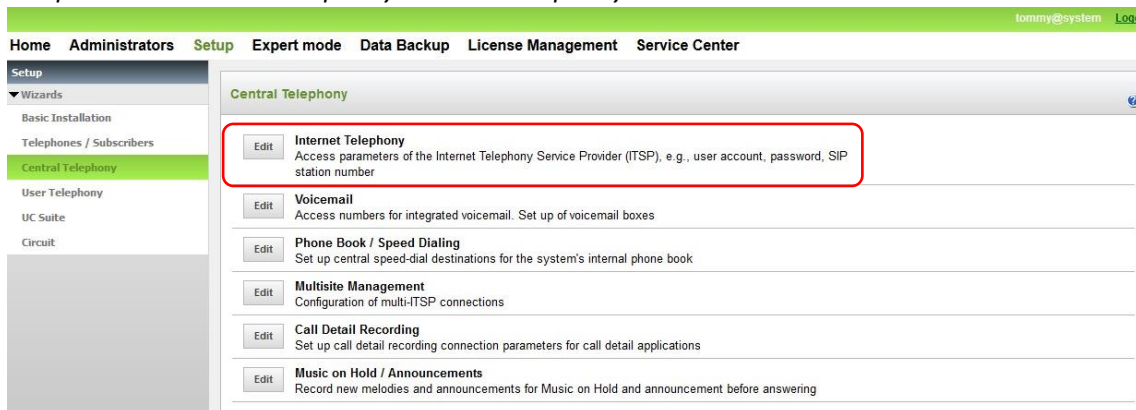 tommy@system
Home Administrators Setup Expert mode Data Backup License Management Service Center
Setup
Wizards
Basic Installation
Telephones / Subscribers
Central Telephony
User Telephony
UC Suite
Circuit
Central Telephony
Edit Internet Telephony
Access parameters of the Internet Telephony Service Provider (ITSP), e.g., user account, password, SIP
station number
Edit Voicemail
Access numbers for integrated voicemail. Set up of voicemail boxes
Edit Phone Book / Speed Dialing
Set up central speed-dial destinations for the system's internal phone book
Edit Multisite Management
Configuration of multi-ITSP connections
Edit Call Detail Recording
Set up call detail recording connection parameters for call detail applications
Edit Music on Hold / Announcements
Record new melodies and announcements for Music on Hold and announcement before answering